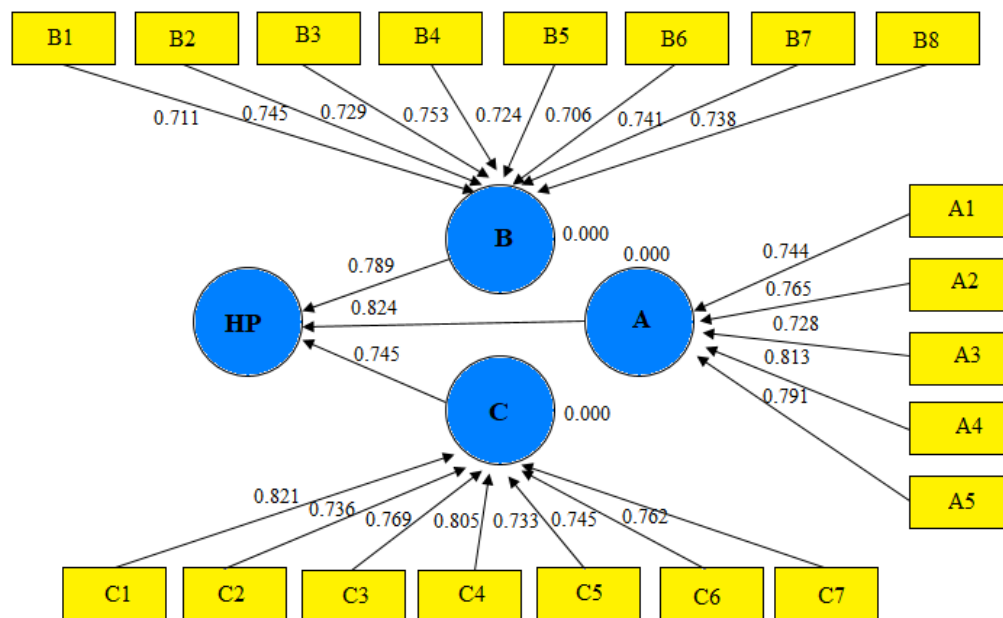 B1 B2 B3 B4 B5 B6 B7 B8
0.711 0.745 0.729 0.753 0.724 0.706 0.741 0.738
B 0.000
0.000
A1
0.744
A2
0.789
0.765
0.824
HP
A
0.728
A3
0.745
0.813
0.791
C 0.000
A4
A5
0.821 0.736 0.769 0.805 0.733 0.745 0.762
C1 C2 C3 C4 C5 C6 C7